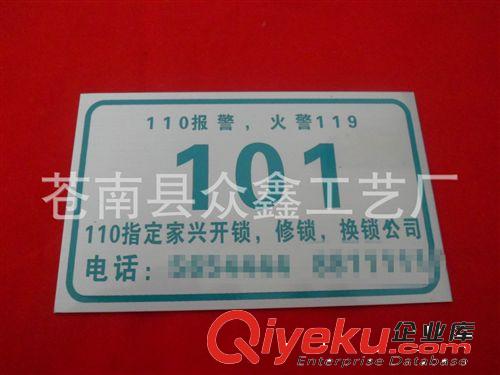 110报警，火警119
101
苍南县众鑫工艺厂
110指定家兴开锁，修锁，换锁公司
电话：
Qiyeku.com 企业库
Enterprise Database